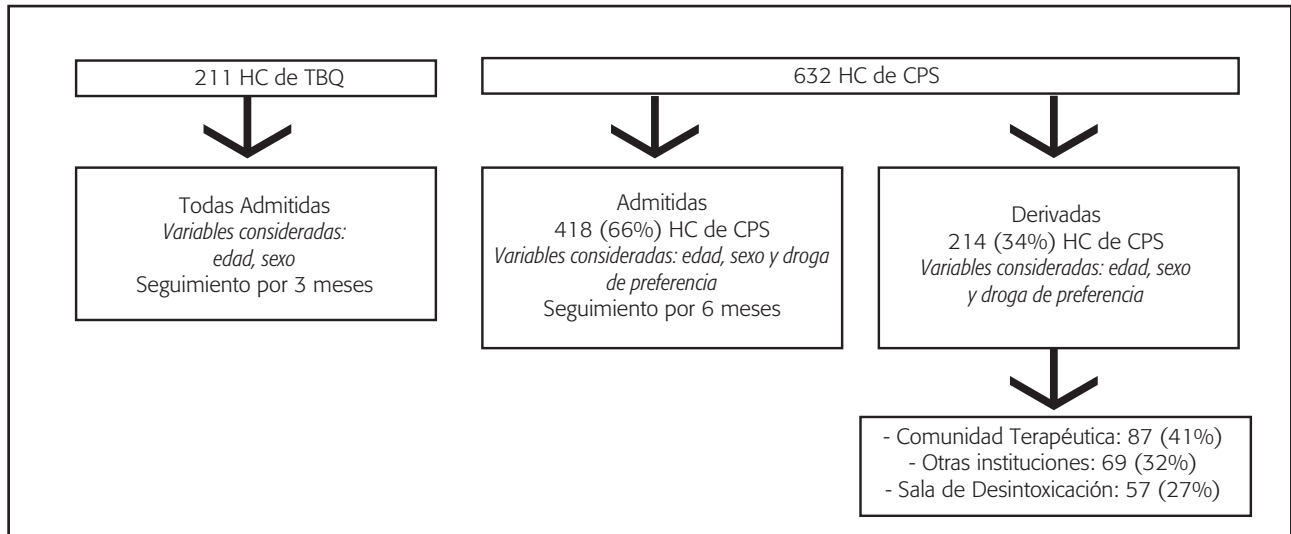 211 HC de TBQ
632 HC de CPS
Todas Admitidas
Variables consideradas:
edad, sexo
Seguimiento por 3 meses
Admitidas
418 (66%) HC de CPS
Variables consideradas: edad, sexo y droga
de preferencia
Seguimiento por 6 meses
Derivadas
214 (34%) HC de CPS
Variables consideradas: edad, sexo
y droga de preferencia
- Comunidad Terapéutica: 87 (41%)
- Otras instituciones: 69 (32%)
- Sala de Desintoxicación: 57 (27%)